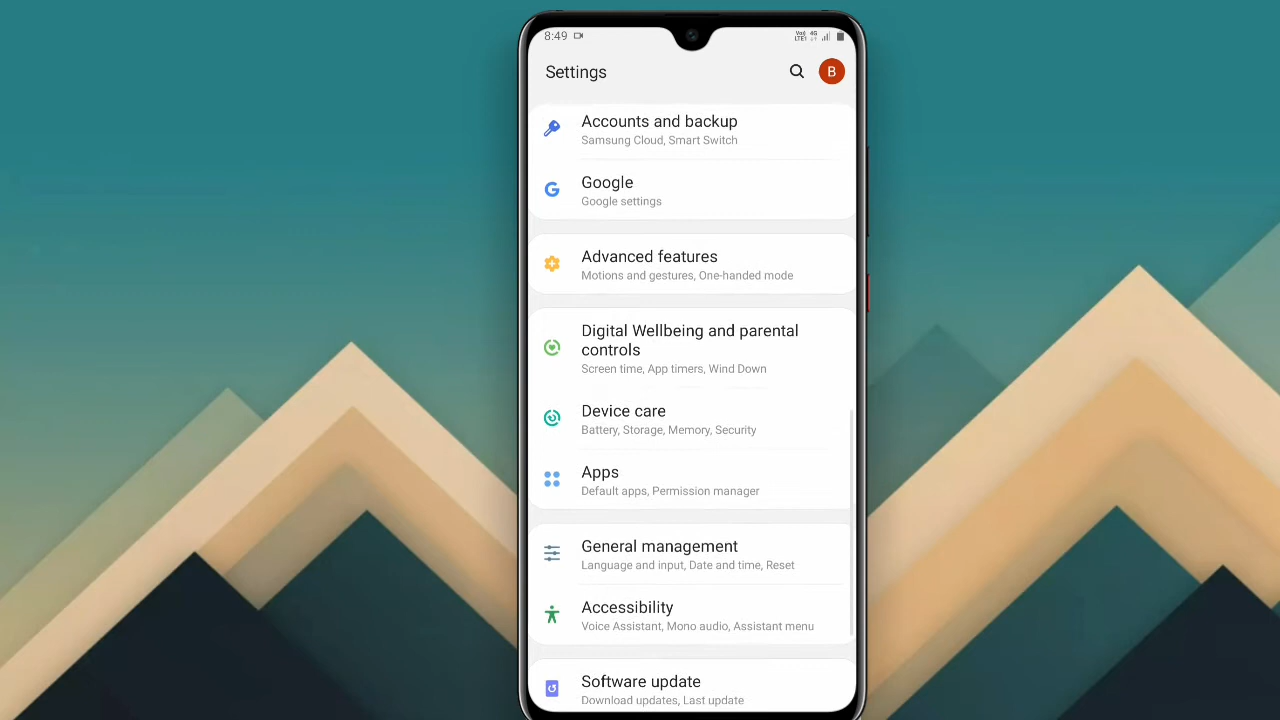 8:49
Vo) 4G
LTE1
Settings
B
Accounts and backup
Samsung Cloud, Smart Switch
Google
Google settings
Advanced features
Motions and gestures, One-handed mode
Digital Wellbeing and parental
controls
Screen time, App timers, Wind Down
Device care
Battery, Storage, Memory, Security
Apps
Default apps, Permission manager
General management
Language and input, Date and time, Reset
Accessibility
Voice Assistant, Mono audio, Assistant menu
Software update
Download updates, Last update